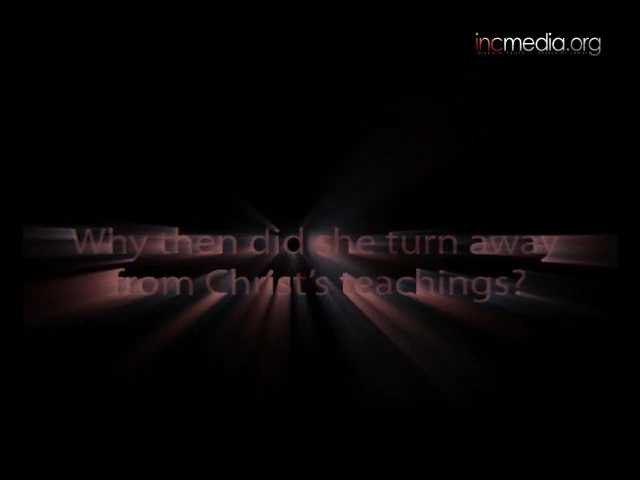 incmedia.org
Why then did she turn away
from Christ's teachings?